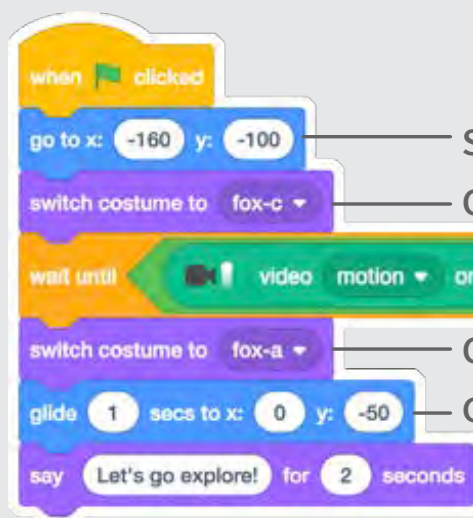 when clicked
go to x: -160 y: -100
switch costume to fox-c
wait until video motion on
switch costume to fox-a
glide 1 secs to x: 0 y: -50
say Let's go explore! for 2 seconds